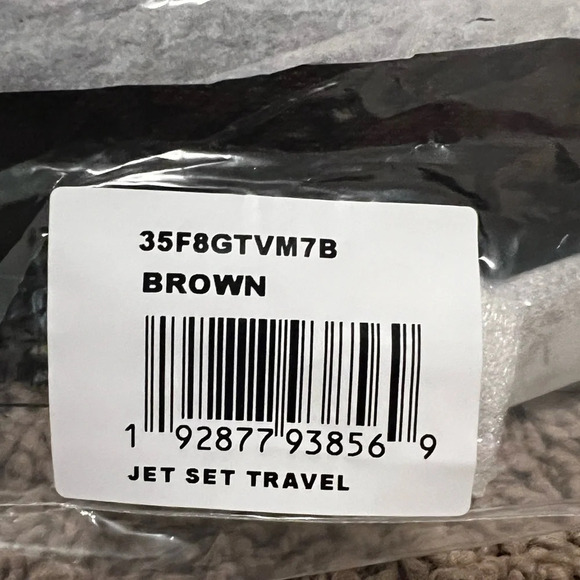 35F8GTVM7B
BROWN
1 92877 93856 9
JET SET TRAVEL